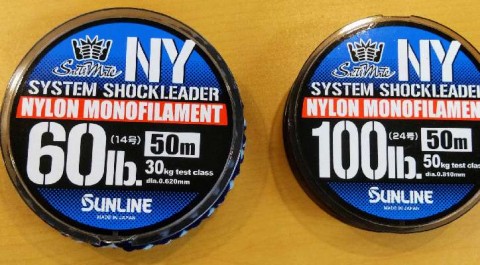 SaltiMate
NY
SYSTEM SHOCKLEADER
NYLON MONOFILAMENT
60lb.
(14号)
50m
30kg test class
dia.0.620mm
SUNLINE
MADE IN JAPAN
SaltiMate
NY
SYSTEM SHOCKLEADER
NYLON MONOFILAMENT
100lb.
(24号)
50m
50kg test class
dia.0.810mm
SUNLINE
MADE IN JAPAN